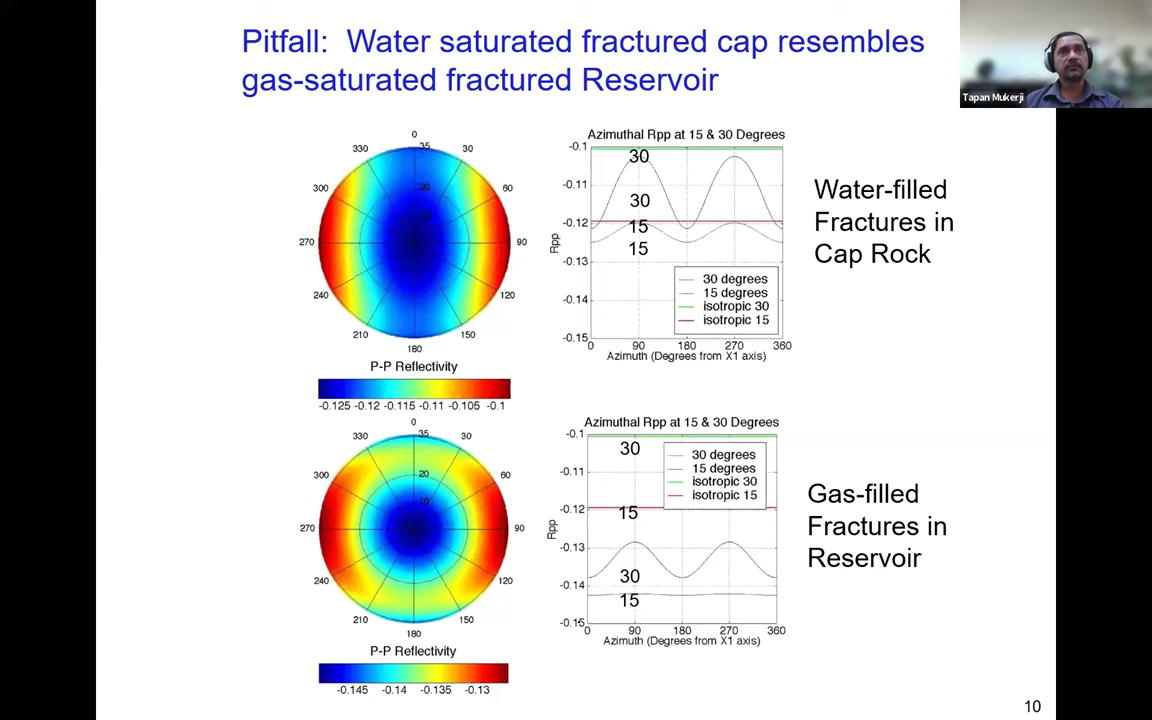 Pitfall: Water saturated fractured cap resembles
gas-saturated fractured Reservoir
Tapan Mukerji
0
35
330
30
300
20
60
270
90
240
120
210
150
180
P-P Reflectivity
-0.125 -0.12 -0.115 -0.11 -0.105 -0.1
Azimuthal Rpp at 15 & 30 Degrees
-0.1
-0.11
-0.12
-0.13
-0.14
-0.15
Rpp
30
30
15
15
30 degrees
15 degrees
isotropic 30
isotropic 15
0 90 180 270 360
Azimuth (Degrees from X1 axis)
Water-filled
Fractures in
Cap Rock
0
35
330
30
300
20
60
10
270
90
240
120
210
150
180
P-P Reflectivity
-0.145 -0.14 -0.135 -0.13
Azimuthal Rpp at 15 & 30 Degrees
-0.1
-0.11
-0.12
-0.13
-0.14
-0.15
Rpp
30
15
30
15
30 degrees
15 degrees
isotropic 30
isotropic 15
0 90 180 270 360
Azimuth (Degrees from X1 axis)
Gas-filled
Fractures in
Reservoir
10